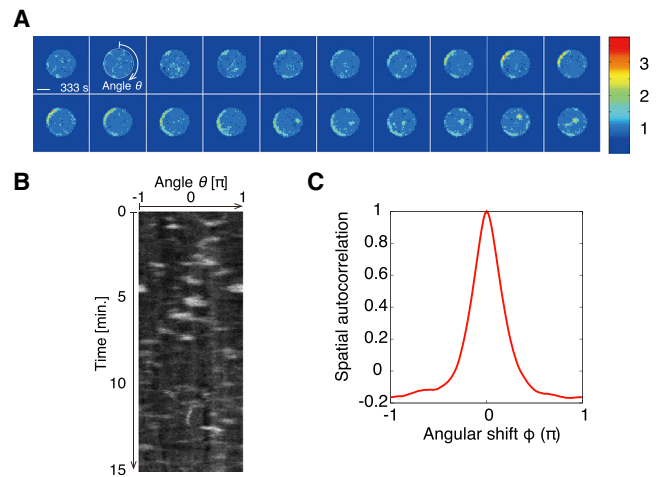 A
333 s
Angle θ
3
2
1
B
Angle θ [π]
-1 0 1
0
5
10
15
Time [min.]
C
1
0.8
0.6
0.4
0.2
0
-0.2
-1 0 1
Spatial autocorrelation
Angular shift ϕ (π)